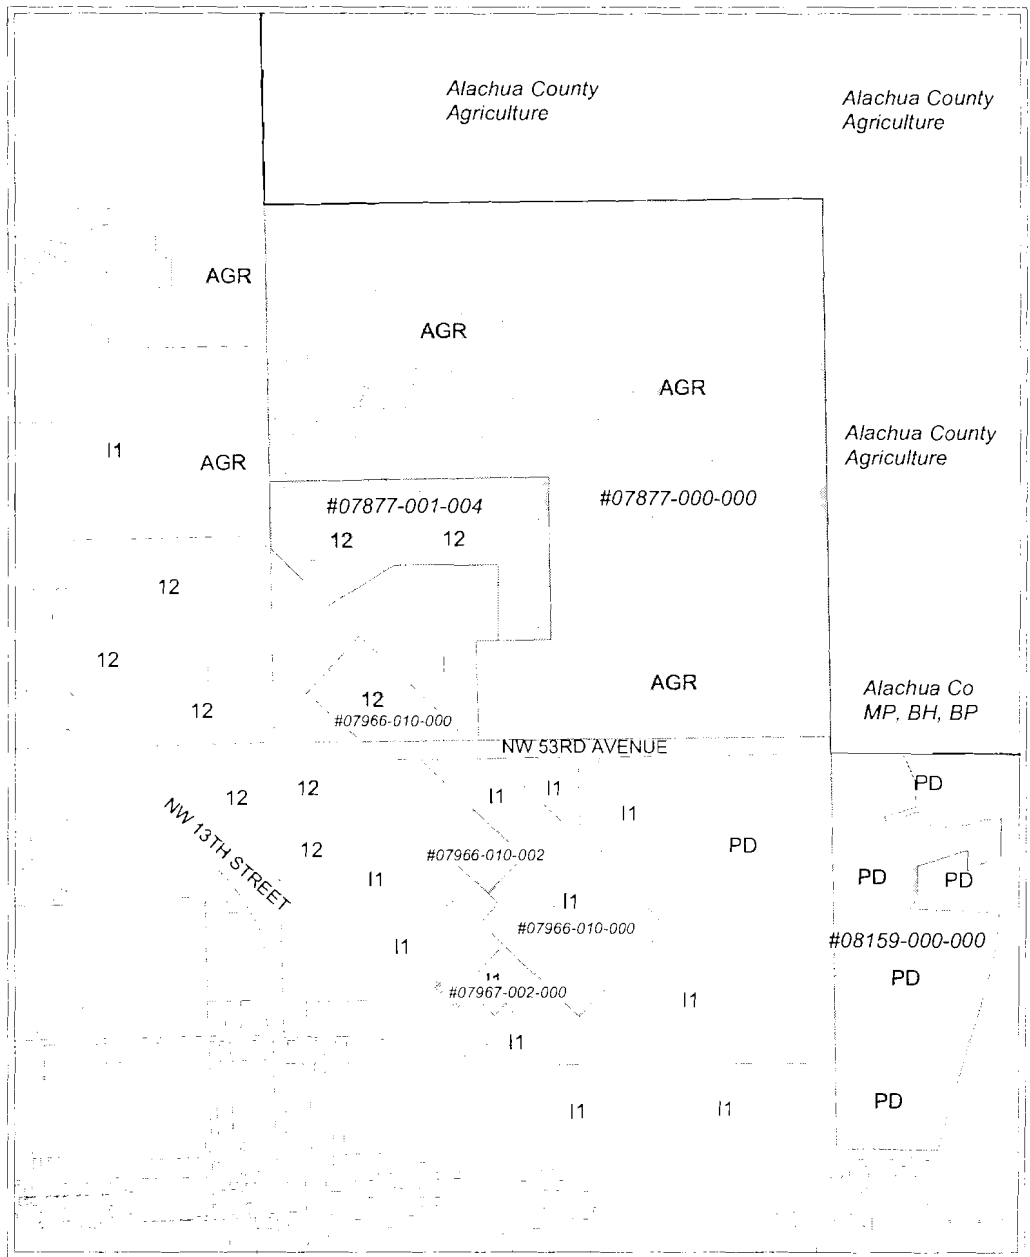 Alachua County
Agriculture
Alachua County
Agriculture
AGR
AGR
AGR
Alachua County
Agriculture
I1
AGR
#07877-001-004
#07877-000-000
12
12
12
12
12
12
#07966-010-000
AGR
Alachua Co
MP, BH, BP
NW 53RD AVENUE
PD
12
12
I1
I1
I1
NW 13TH STREET
12
#07966-010-002
PD
I1
PD
PD
I1
#07966-010-000
I1
#08159-000-000
#07967-002-000
PD
I1
I1
I1
I1
PD